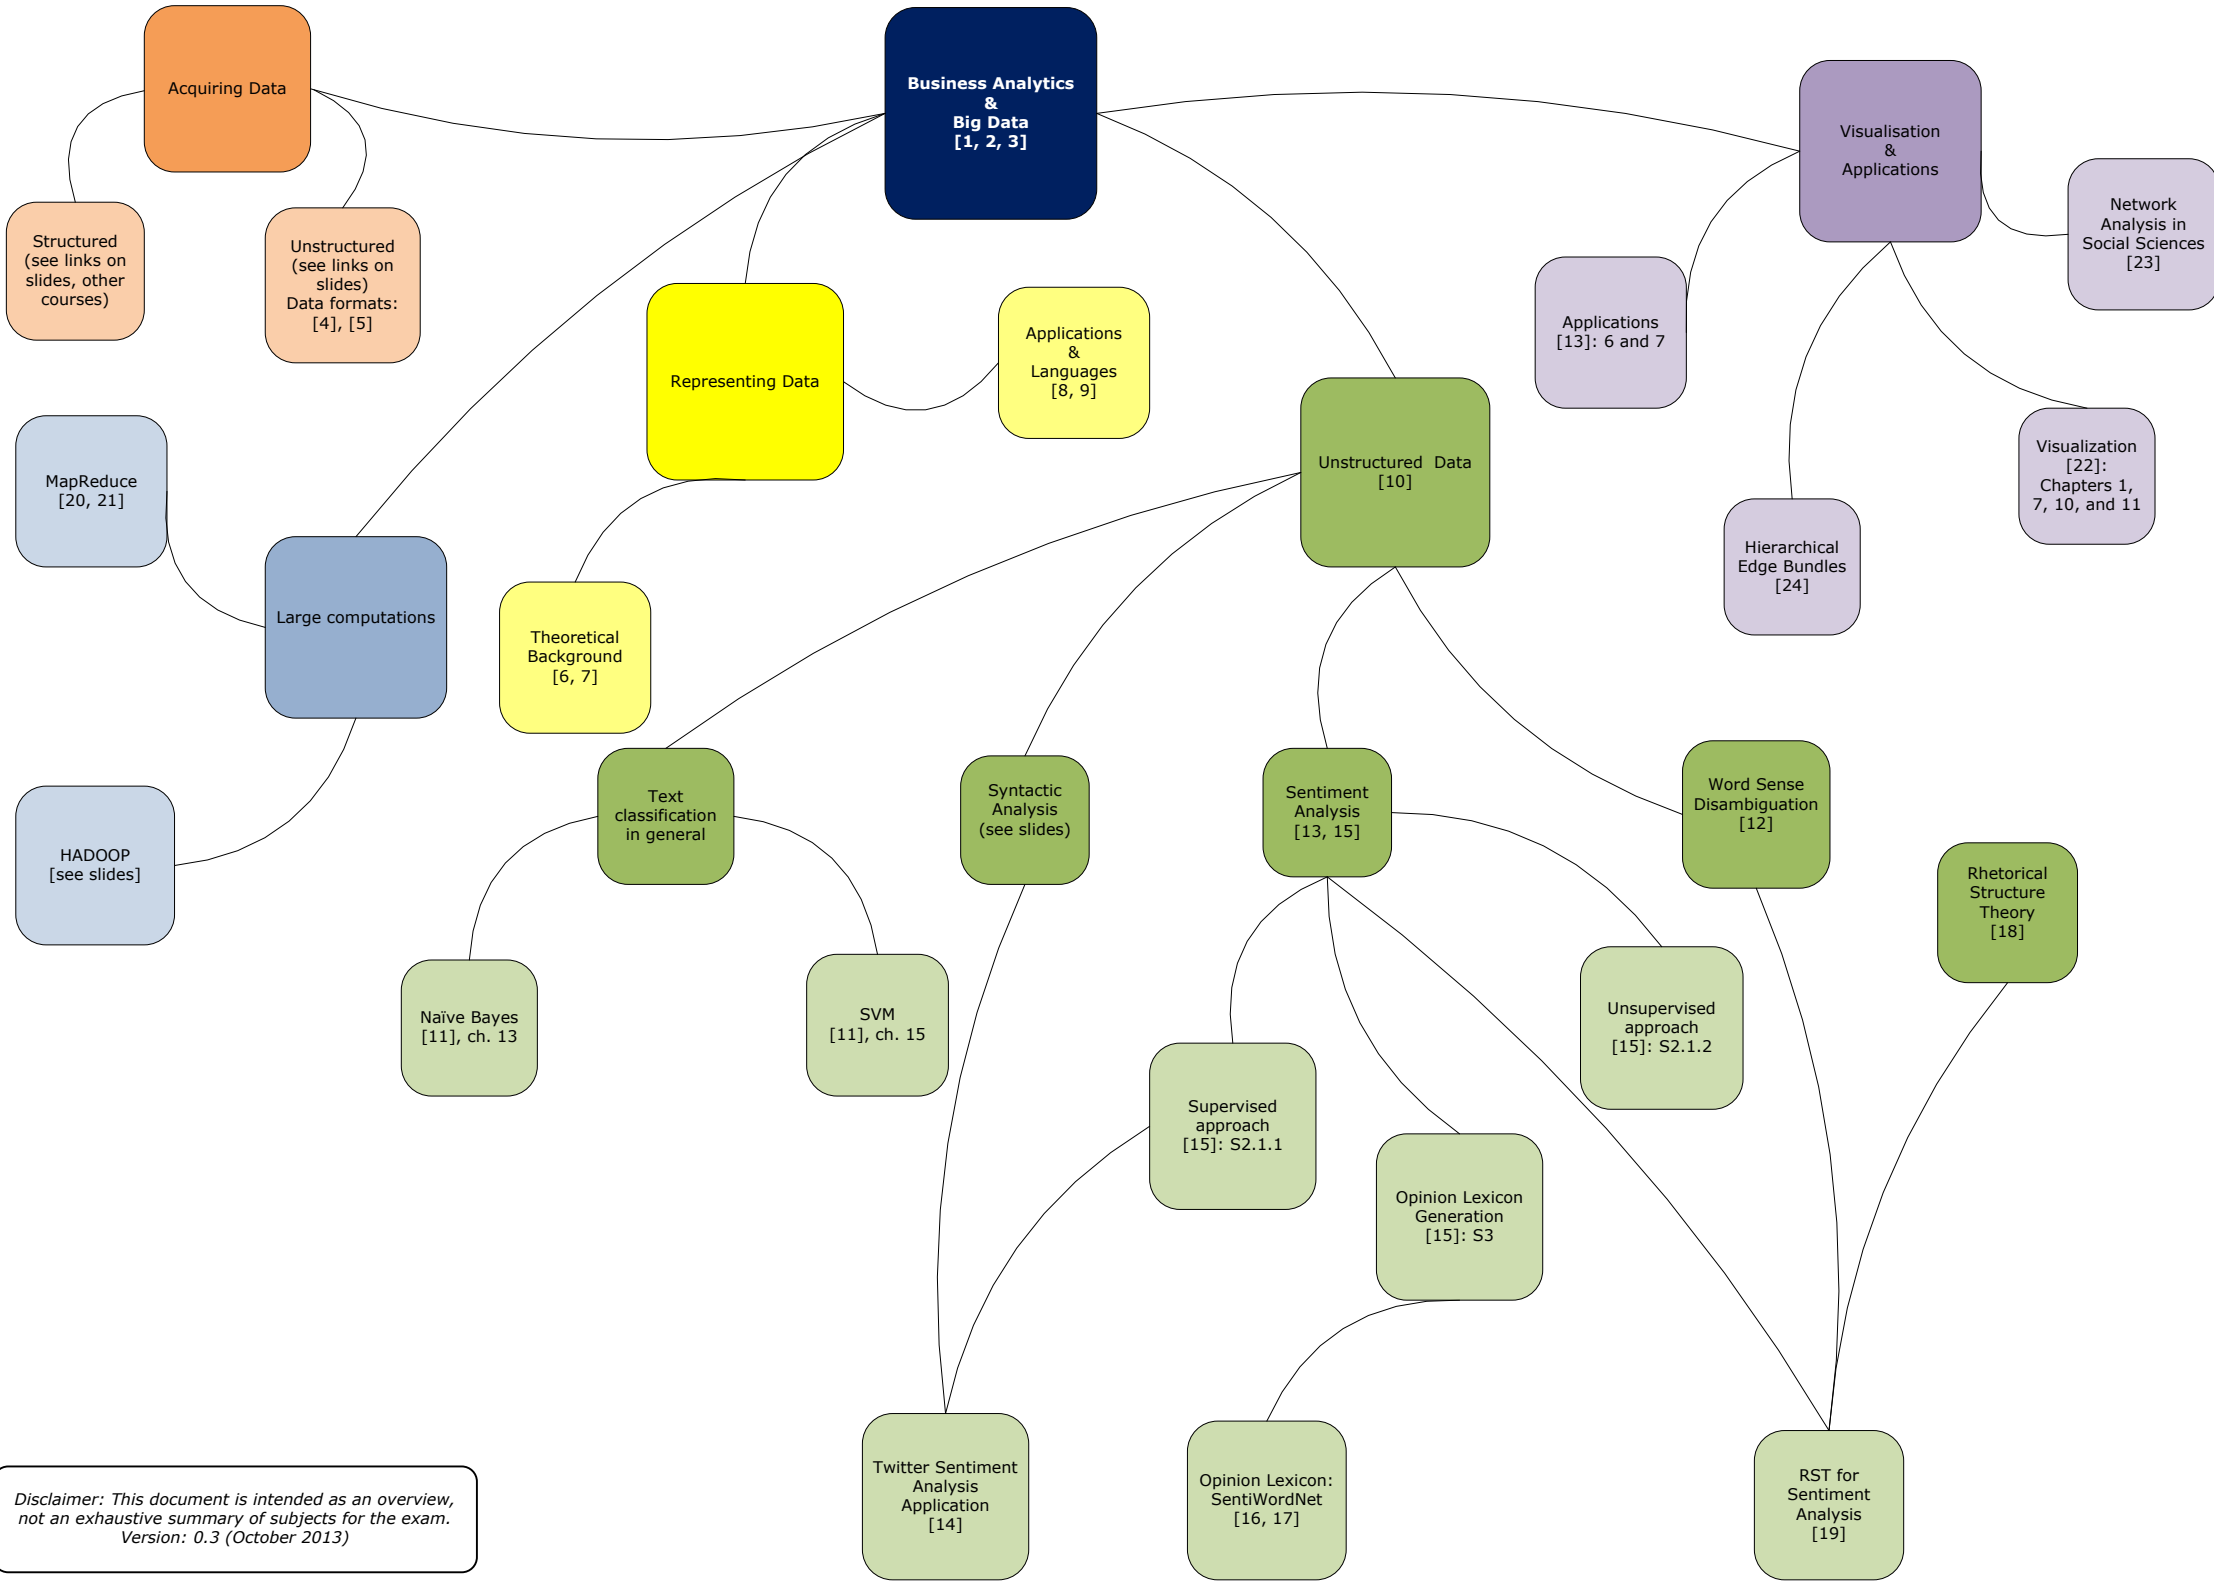 Acquiring Data
Business Analytics
&
Big Data
[1, 2, 3]
Visualisation
&
Applications
Network
Analysis in
Social Sciences
[23]
Structured
(see links on
slides, other
courses)
Unstructured
(see links on
slides)
Data formats:
[4], [5]
Representing Data
Applications
&
Languages
[8, 9]
Applications
[13]: 6 and 7
Unstructured  Data
[10]
Visualization
[22]:
Chapters 1,
7, 10, and 11
MapReduce
[20, 21]
Hierarchical
Edge Bundles
[24]
Large computations
Theoretical
Background
[6, 7]
Text
classification
in general
Syntactic
Analysis
(see slides)
Sentiment
Analysis
[13, 15]
Word Sense
Disambiguation
[12]
HADOOP
[see slides]
Rhetorical
Structure
Theory
[18]
Naïve Bayes
[11], ch. 13
SVM
[11], ch. 15
Unsupervised
approach
[15]: S2.1.2
Supervised
approach
[15]: S2.1.1
Opinion Lexicon
Generation
[15]: S3
Twitter Sentiment
Analysis
Application
[14]
Opinion Lexicon:
SentiWordNet
[16, 17]
RST for
Sentiment
Analysis
[19]
Disclaimer: This document is intended as an overview,
not an exhaustive summary of subjects for the exam.
Version: 0.3 (October 2013)